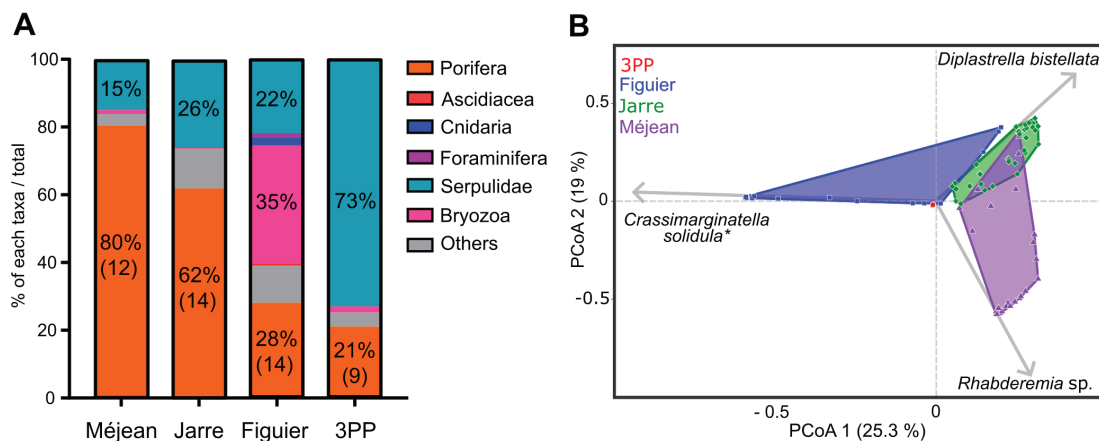 A
100
80
60
40
20
0
% of each taxa / total
15%
80%
(12)
26%
62%
(14)
22%
35%
28%
(14)
73%
21%
(9)
Méjean
Jarre
Figuier
3PP
Porifera
Ascidiacea
Cnidaria
Foraminifera
Serpulidae
Bryozoa
Others
B
3PP
Figuier
Jarre
Méjean
Diplastrella bistellata
Crassimarginatella
solidula*
Rhabderemia sp.
0.5
0
-0.5
PCoA 2 (19 %)
- 0.5
0
PCoA 1 (25.3 %)